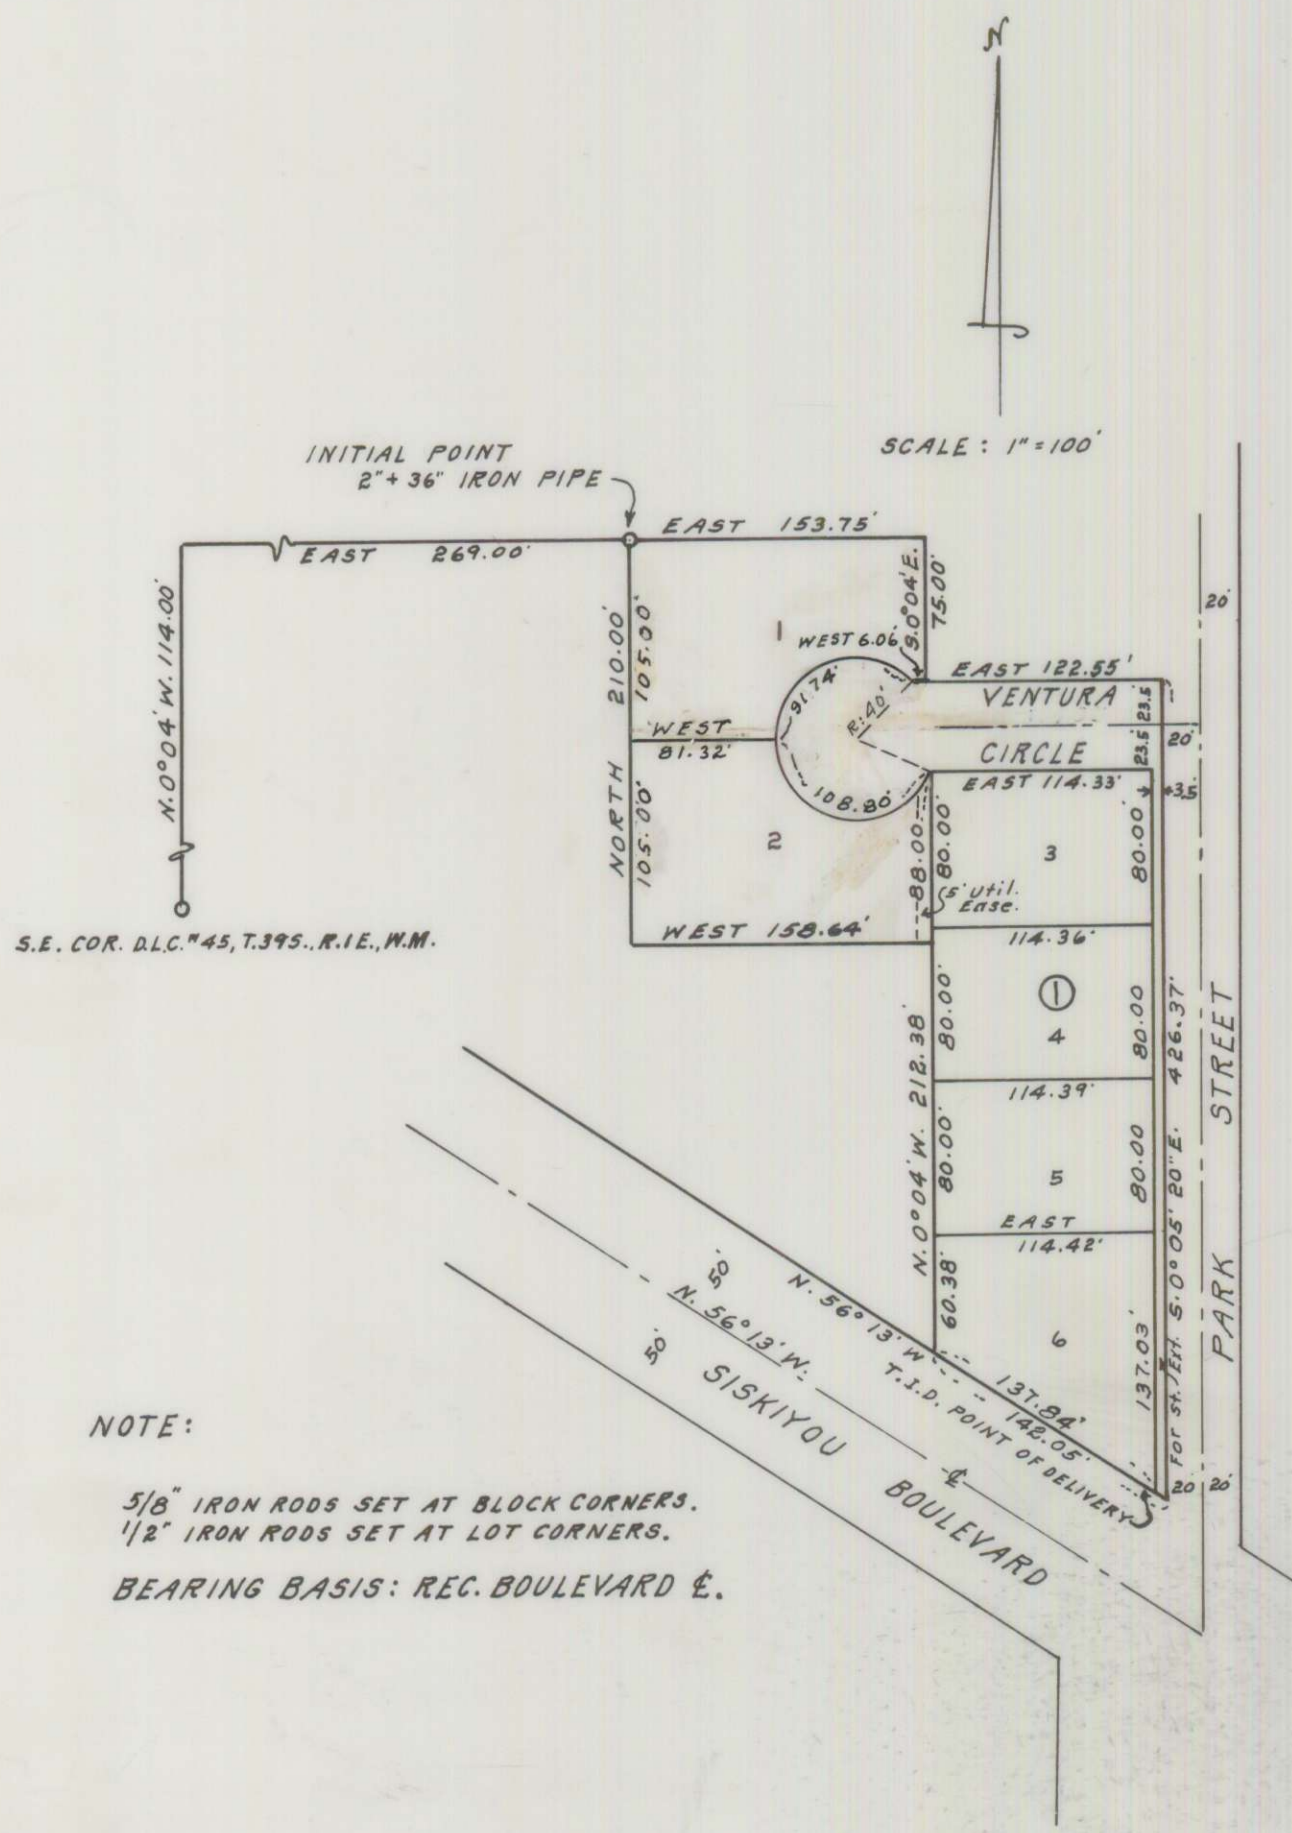 N
SCALE: 1"=100'
INITIAL POINT
2"+ 36" IRON PIPE
EAST 153.75'
EAST 269.00'
N.0°04'W. 114.00'
S.E. COR. D.L.C.#45, T.39S., R.1E., W.M.
NORTH 210.00'
105.00'
105.00'
S.0°04'E.
75.00'
1
WEST 6.06'
EAST 122.55'
VENTURA
CIRCLE
23.5
23.5'
20'
20'
91.74'
R:40'
WEST
81.32'
108.80'
EAST 114.33'
3.5'
2
88.00
80.00'
3
80.00'
5' Util.
Ease.
WEST 158.64'
114.36'
1
80.00'
4
80.00
114.39'
N.0°04'W. 212.38'
80.00'
5
80.00
EAST
114.42'
60.38'
6
137.03'
For St. Ext. S.0°05'20"E. 426.37'
PARK STREET
50'
N. 56°13' W
N. 56°13' W.
50'
SISKIYOU BOULEVARD
℄
137.84'
142.05'
T.I.D. POINT OF DELIVERY
20 20'
NOTE:
5/8" IRON RODS SET AT BLOCK CORNERS.
1/2" IRON RODS SET AT LOT CORNERS.
BEARING BASIS: REC. BOULEVARD ℄.